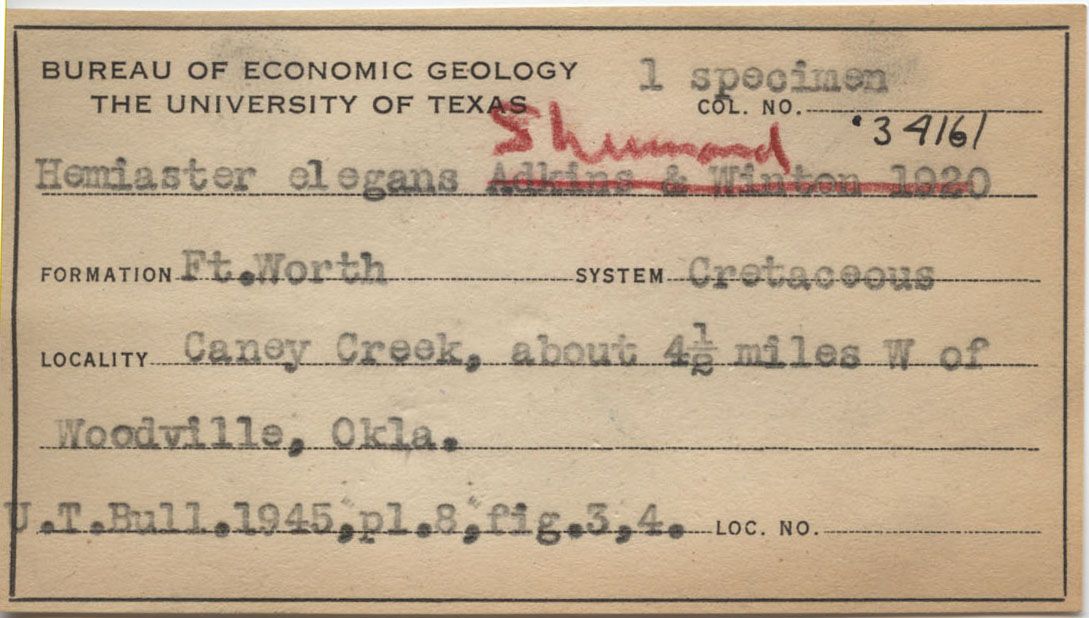 BUREAU OF ECONOMIC GEOLOGY 1 specimen
THE UNIVERSITY OF TEXAS COL. NO.
Shumard 34161
Hemiaster elegans Adkins & Winton 1920
FORMATION Ft.Worth SYSTEM Cretaceous
LOCALITY Caney Creek, about 4½ miles W of
Woodville, Okla.
U.T.Bull.1945,pl.8,fig.3,4. LOC. NO.